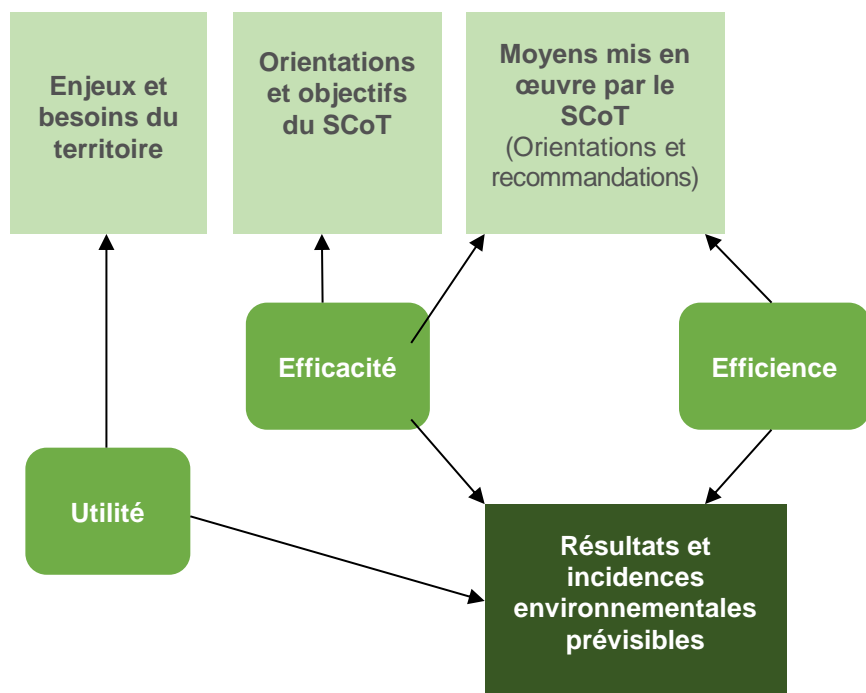 Enjeux et
besoins du
territoire
Orientations
et objectifs
du SCoT
Moyens mis en
œuvre par le
SCoT
(Orientations et
recommandations)
Efficacité
Efficience
Utilité
Résultats et
incidences
environnementales
prévisibles